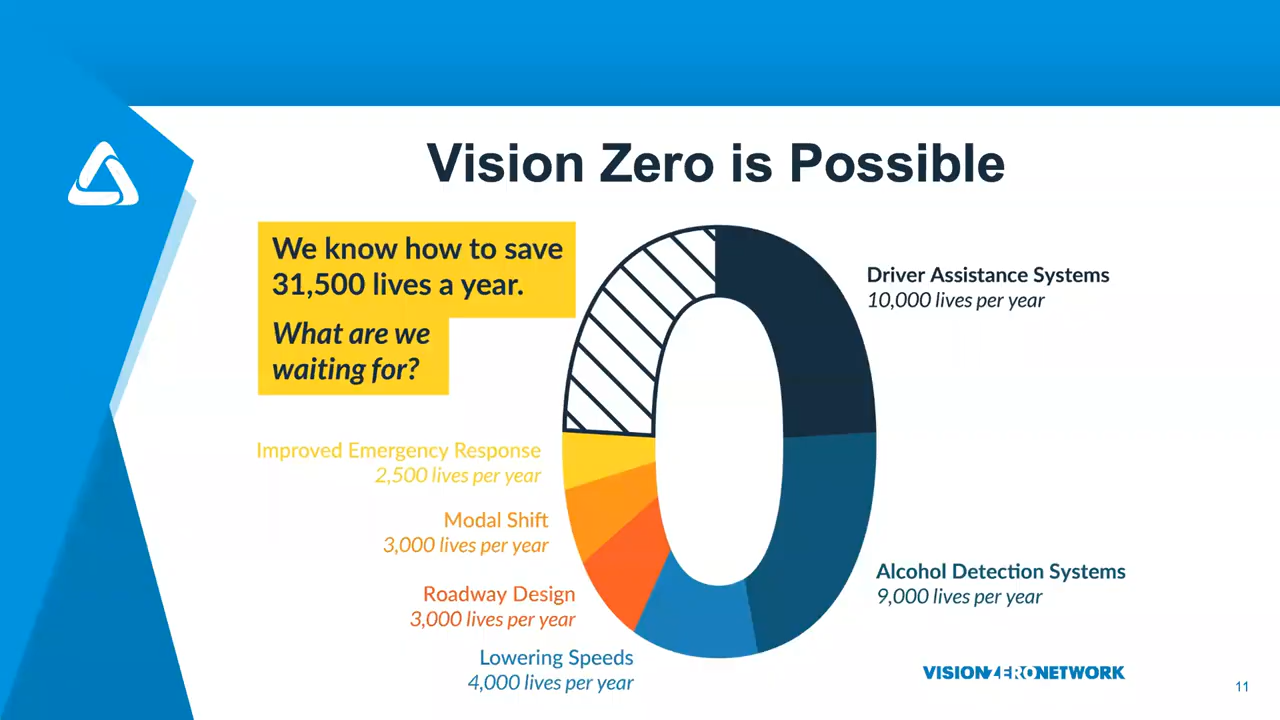 Vision Zero is Possible
We know how to save
31,500 lives a year.
What are we
waiting for?
Driver Assistance Systems
10,000 lives per year
Improved Emergency Response
2,500 lives per year
Modal Shift
3,000 lives per year
Alcohol Detection Systems
9,000 lives per year
Roadway Design
3,000 lives per year
Lowering Speeds
4,000 lives per year
VISIONZERONETWORK
11